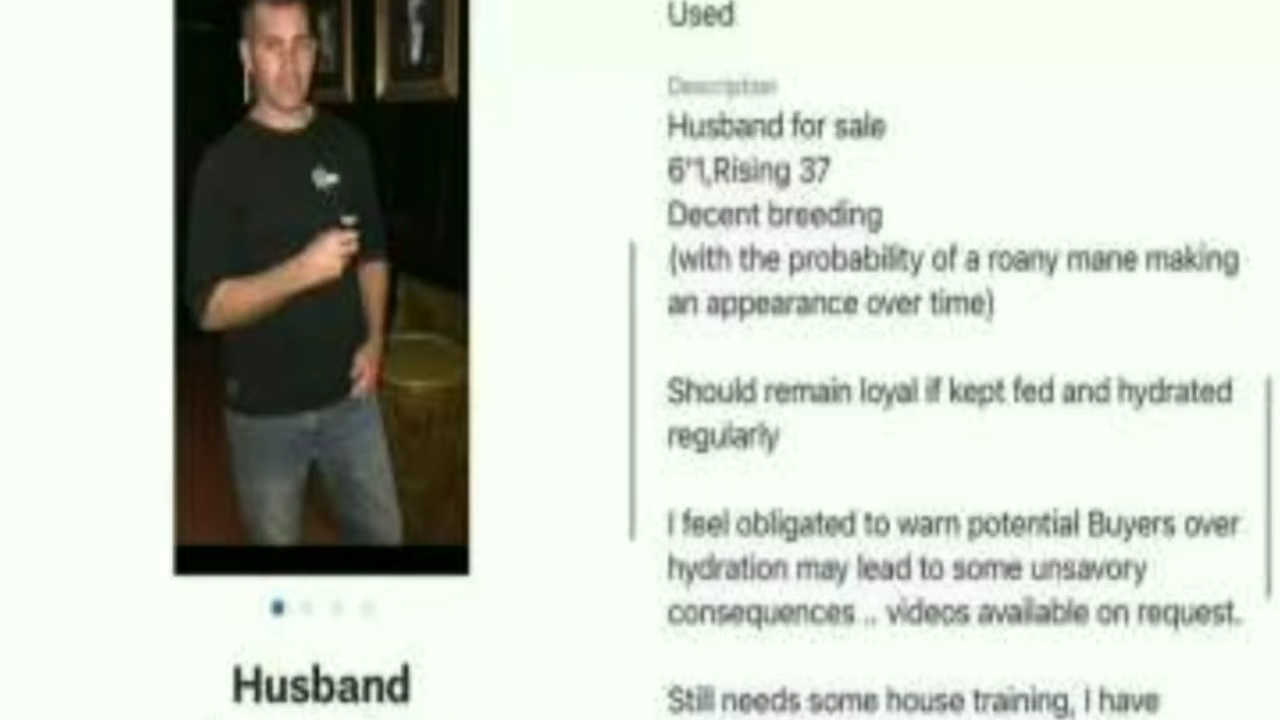 Used
Description
Husband for sale
6"1,Rising 37
Decent breeding
(with the probability of a roany mane making
an appearance over time)
Should remain loyal if kept fed and hydrated
regularly
I feel obligated to warn potential Buyers over
hydration may lead to some unsavory
consequences .. videos available on request.
Still needs some house training, I have
Husband